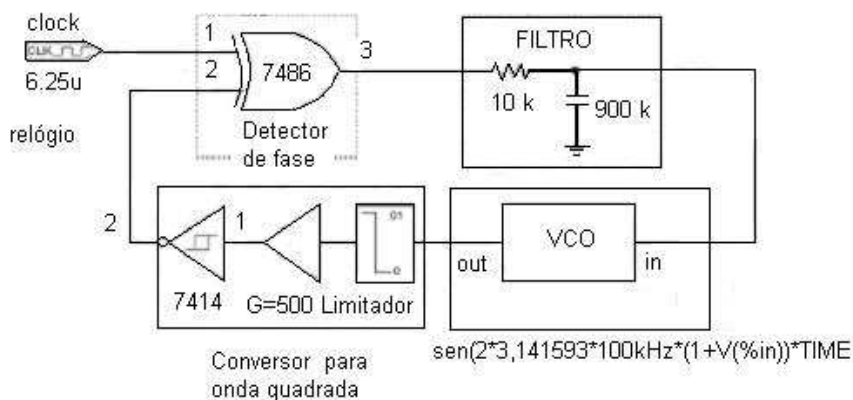 clock
CLK
6.25u
relógio
1
2
7486
3
Detector
de fase
FILTRO
10 k
900 k
2
1
7414
G=500 Limitador
Conversor para
onda quadrada
out
VCO
in
sen(2*3,141593*100kHz*(1+V(%in))*TIME